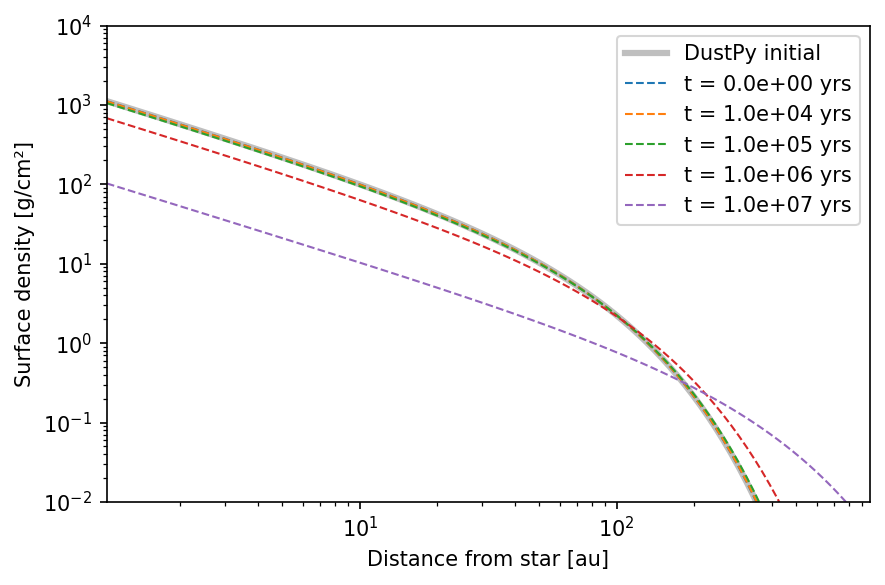 DustPy initial
t = 0.0e+00 yrs
t = 1.0e+04 yrs
t = 1.0e+05 yrs
t = 1.0e+06 yrs
t = 1.0e+07 yrs
10⁴
10³
10²
10¹
10⁰
10⁻¹
10⁻²
Surface density [g/cm²]
10¹
10²
Distance from star [au]